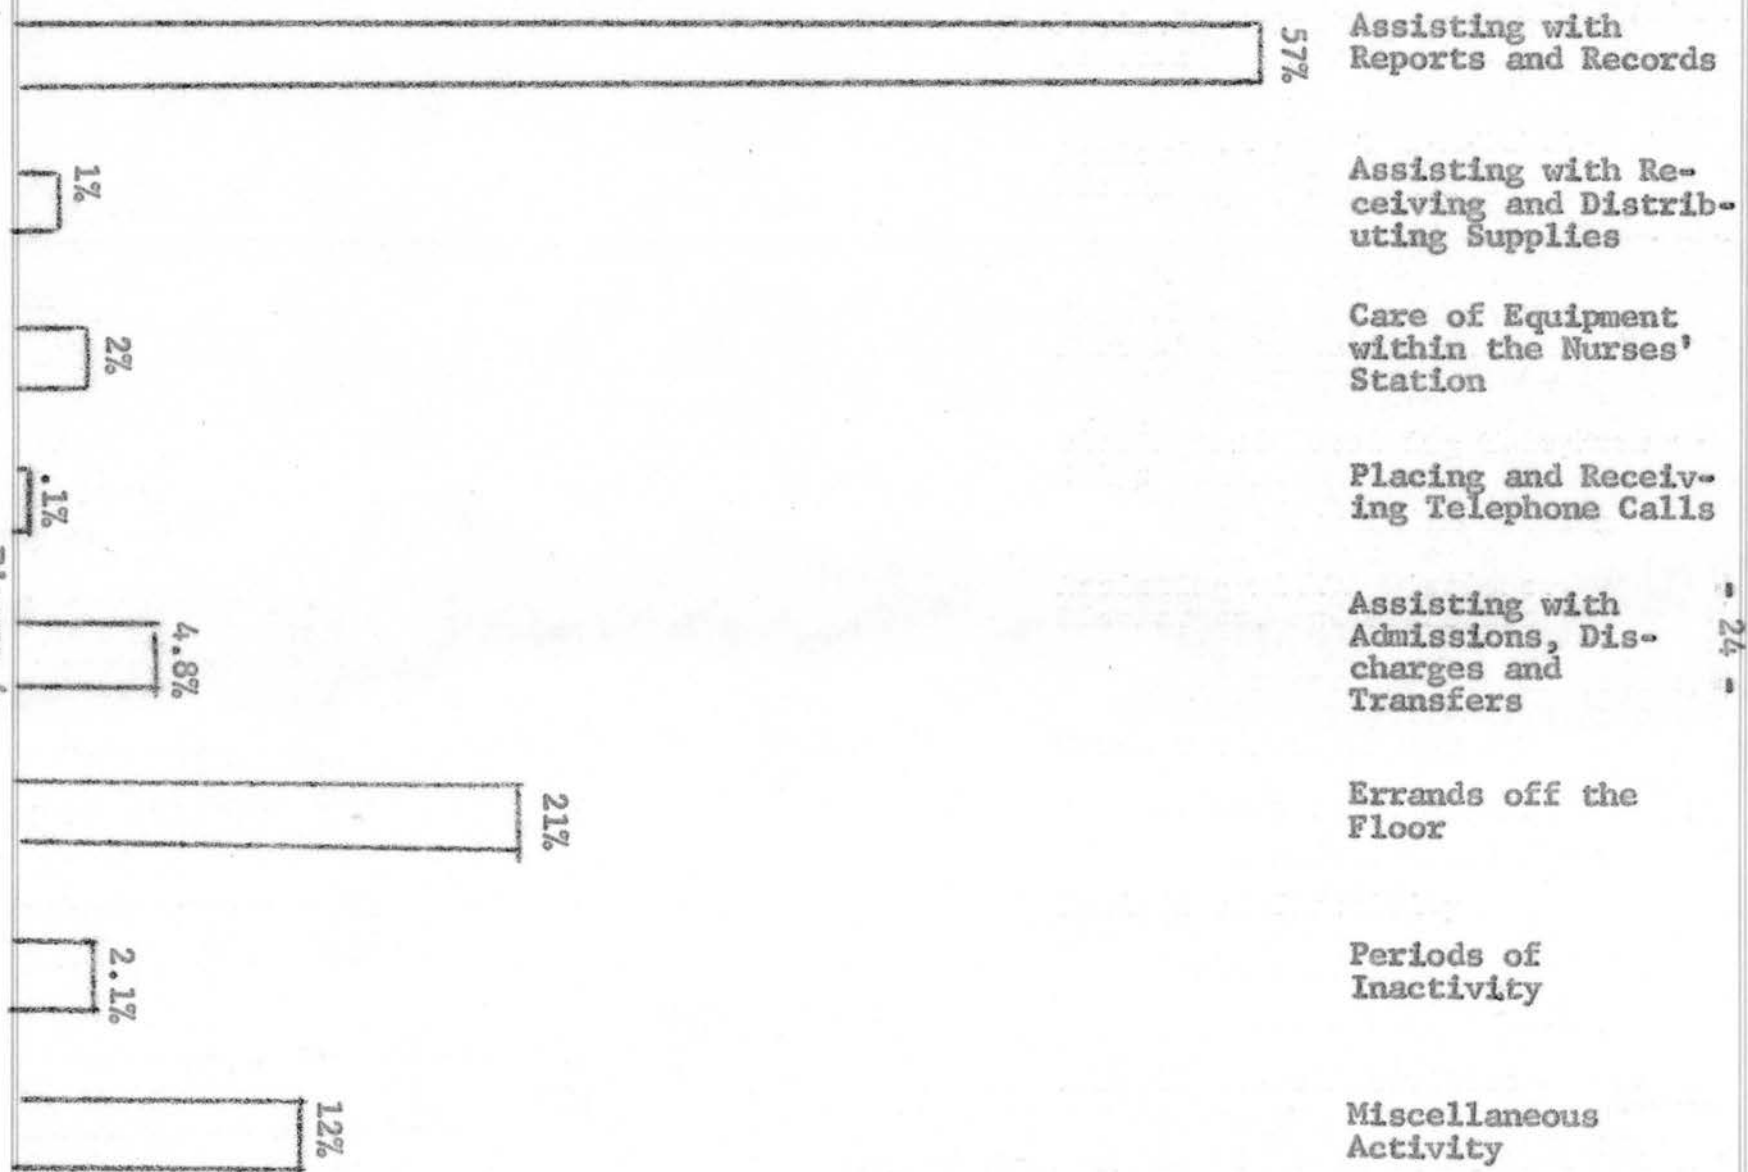 57%
Assisting with
Reports and Records
1%
Assisting with Re-
ceiving and Distrib-
uting Supplies
2%
Care of Equipment
within the Nurses'
Station
.1%
Placing and Receiv-
ing Telephone Calls
4.8%
Assisting with
Admissions, Dis-
charges and
Transfers
- 24 -
21%
Errands off the
Floor
2.1%
Periods of
Inactivity
12%
Miscellaneous
Activity